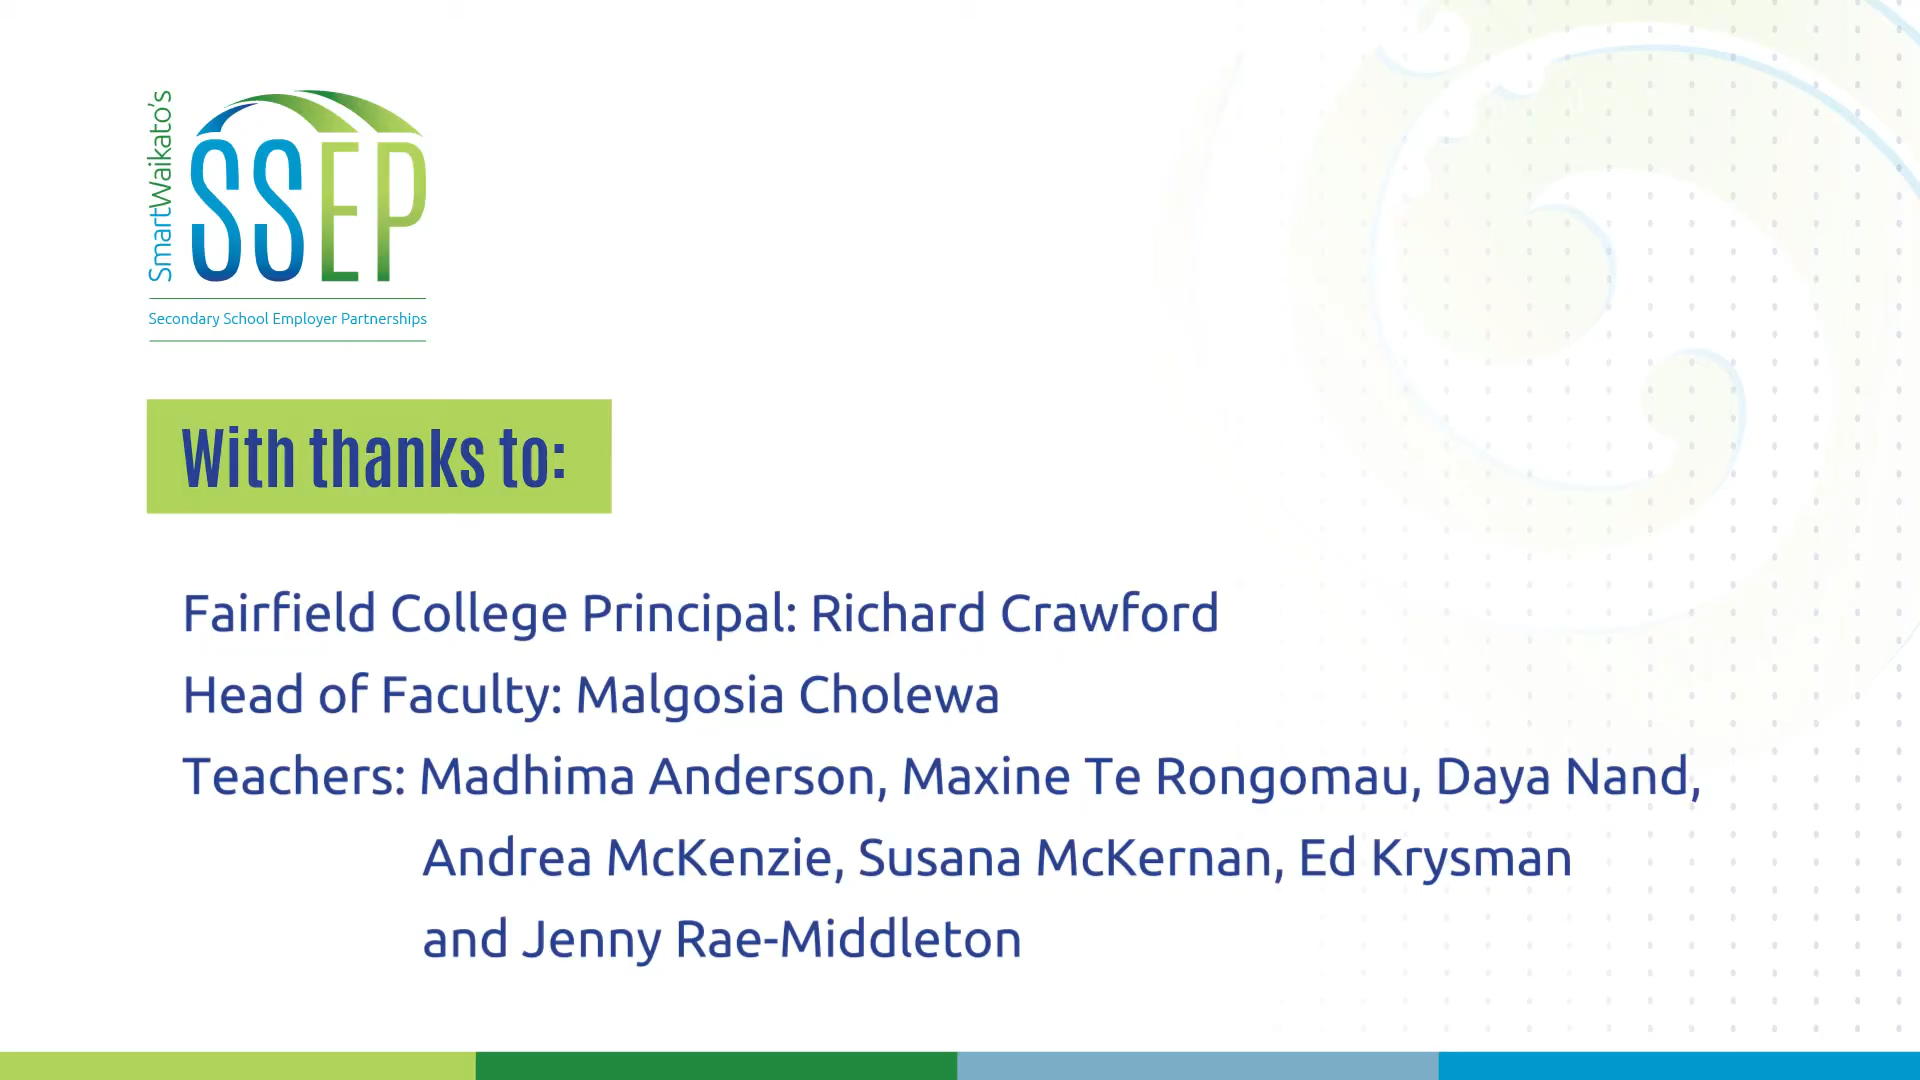 SmartWaikato's
SSEP
Secondary School Employer Partnerships
With thanks to:
Fairfield College Principal: Richard Crawford
Head of Faculty: Malgosia Cholewa
Teachers: Madhima Anderson, Maxine Te Rongomau, Daya Nand,
Andrea McKenzie, Susana McKernan, Ed Krysman
and Jenny Rae-Middleton